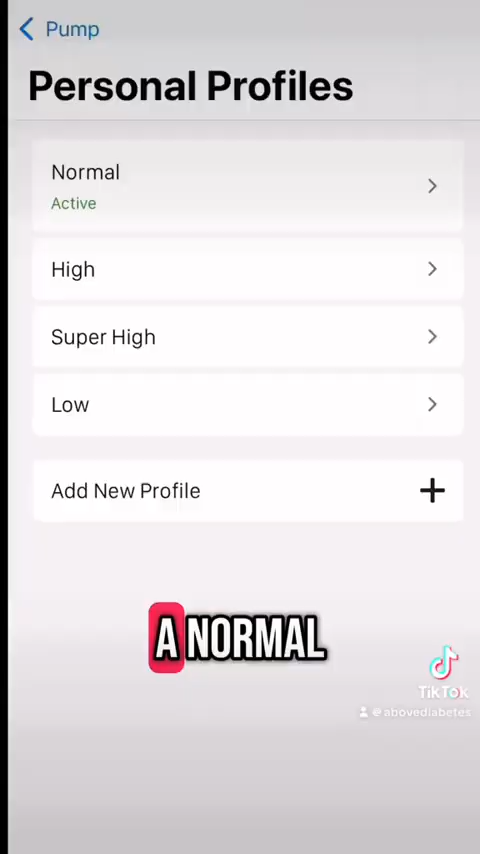 Pump
Personal Profiles
Normal
Active
High
Super High
Low
Add New Profile
A NORMAL
TikTok
@abovediabetes